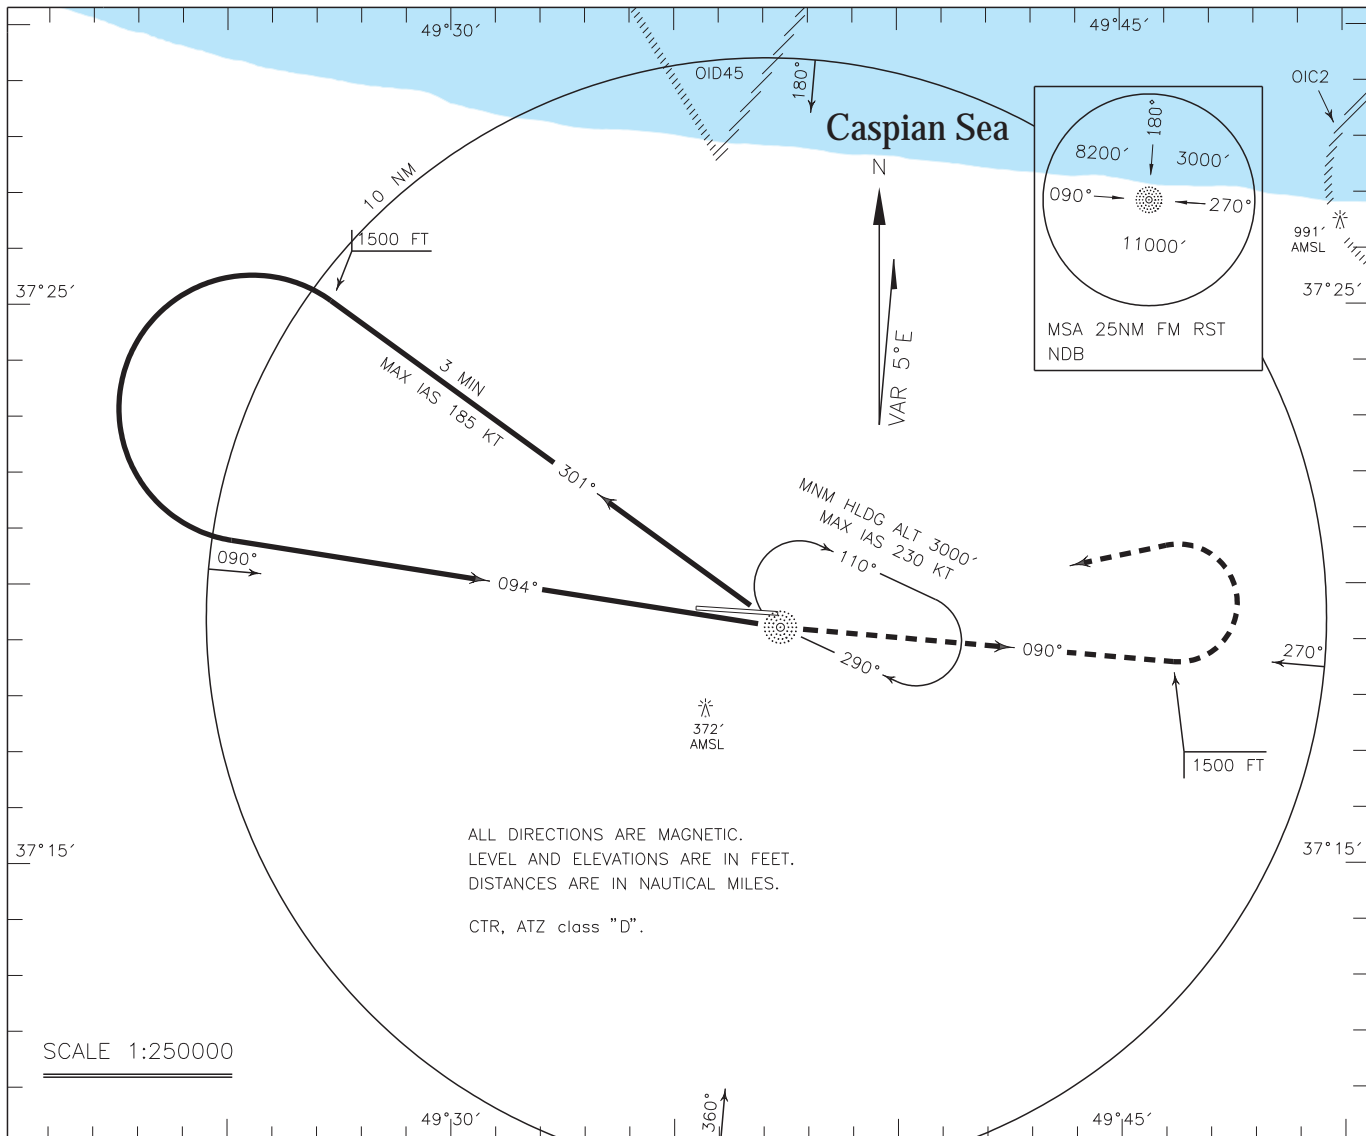 49°30′
49°45′
OID45
180°
Caspian Sea
OIC2
N
10 NM
1500 FT
180°
8200′
3000′
090°
270°
11000′
MSA 25NM FM RST
NDB
991′
AMSL
37°25′
37°25′
VAR 5°E
3 MIN
MAX IAS 185 KT
301°
MNM HLDG ALT 3000′
MAX IAS 230 KT
110°
090°
094°
090°
290°
270°
372′
AMSL
1500 FT
ALL DIRECTIONS ARE MAGNETIC.
LEVEL AND ELEVATIONS ARE IN FEET.
DISTANCES ARE IN NAUTICAL MILES.
CTR, ATZ class "D".
37°15′
37°15′
SCALE 1:250000
360°
49°30′
49°45′